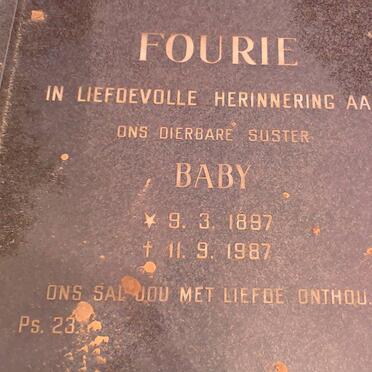 FOURIE
IN LIEFDEVOLLE HERINNERING AA
ONS DIERBARE SUSTER
BABY
★ 9. 3. 1897
† 11. 9. 1987
ONS SAL JOU MET LIEFDE ONTHOU.
Ps. 23.